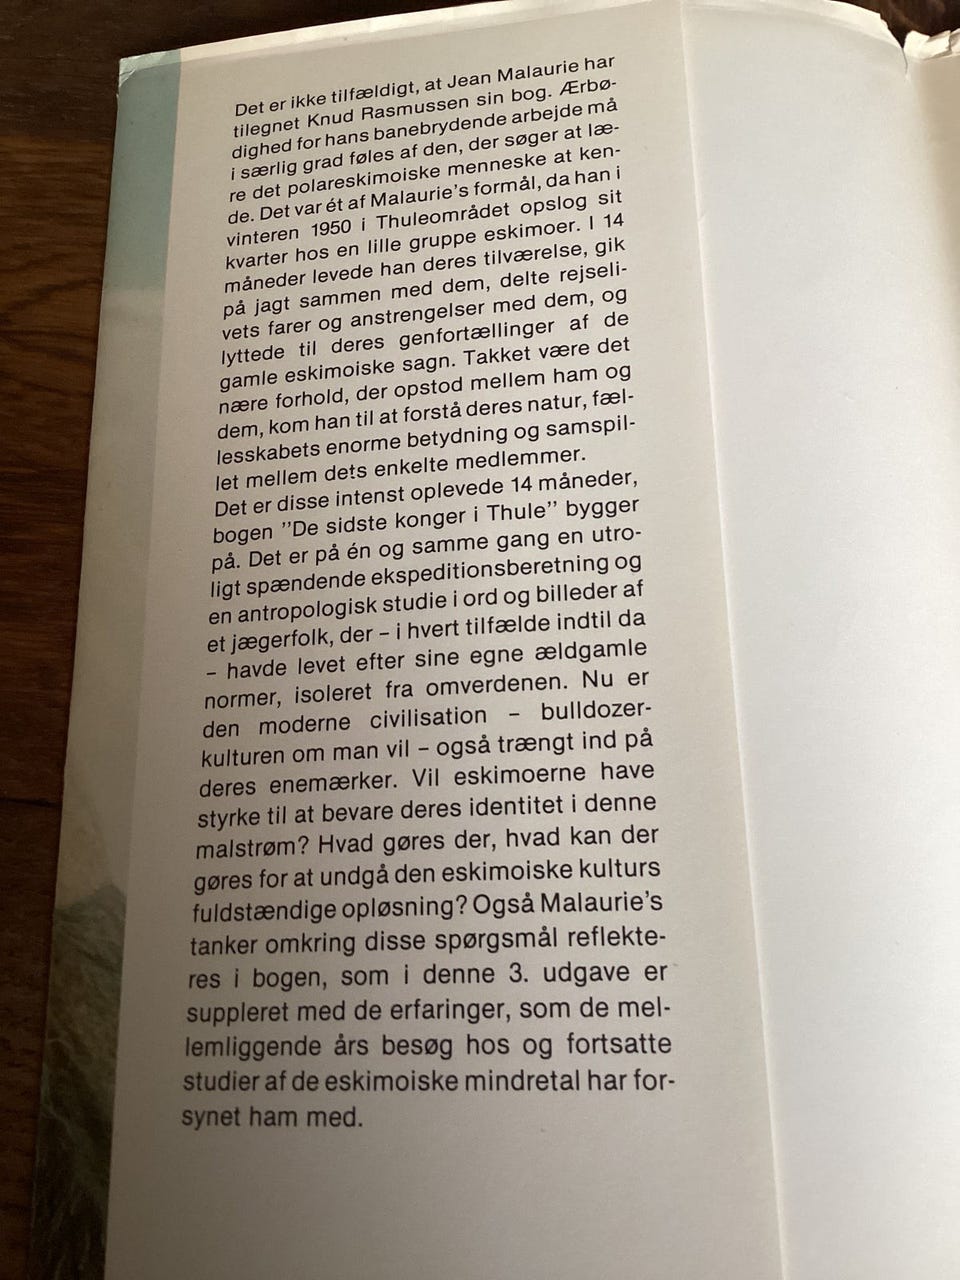 Det er ikke tilfældigt, at Jean Malaurie har
tilegnet Knud Rasmussen sin bog. Ærbø-
dighed for hans banebrydende arbejde må
i særlig grad føles af den, der søger at læ-
re det polareskimoiske menneske at ken-
de. Det var ét af Malaurie's formål, da han i
vinteren 1950 i Thuleområdet opslog sit
kvarter hos en lille gruppe eskimoer. I 14
måneder levede han deres tilværelse, gik
på jagt sammen med dem, delte rejseli-
vets farer og anstrengelser med dem, og
lyttede til deres genfortællinger af de
gamle eskimoiske sagn. Takket være det
nære forhold, der opstod mellem ham og
dem, kom han til at forstå deres natur, fæl-
lesskabets enorme betydning og samspil-
let mellem dets enkelte medlemmer.
Det er disse intenst oplevede 14 måneder,
bogen ”De sidste konger i Thule” bygger
på. Det er på én og samme gang en utro-
ligt spændende ekspeditionsberetning og
en antropologisk studie i ord og billeder af
et jægerfolk, der – i hvert tilfælde indtil da
– havde levet efter sine egne ældgamle
normer, isoleret fra omverdenen. Nu er
den moderne civilisation – bulldozer-
kulturen om man vil – også trængt ind på
deres enemærker. Vil eskimoerne have
styrke til at bevare deres identitet i denne
malstrøm? Hvad gøres der, hvad kan der
gøres for at undgå den eskimoiske kulturs
fuldstændige opløsning? Også Malaurie's
tanker omkring disse spørgsmål reflekte-
res i bogen, som i denne 3. udgave er
suppleret med de erfaringer, som de mel-
lemliggende års besøg hos og fortsatte
studier af de eskimoiske mindretal har for-
synet ham med.